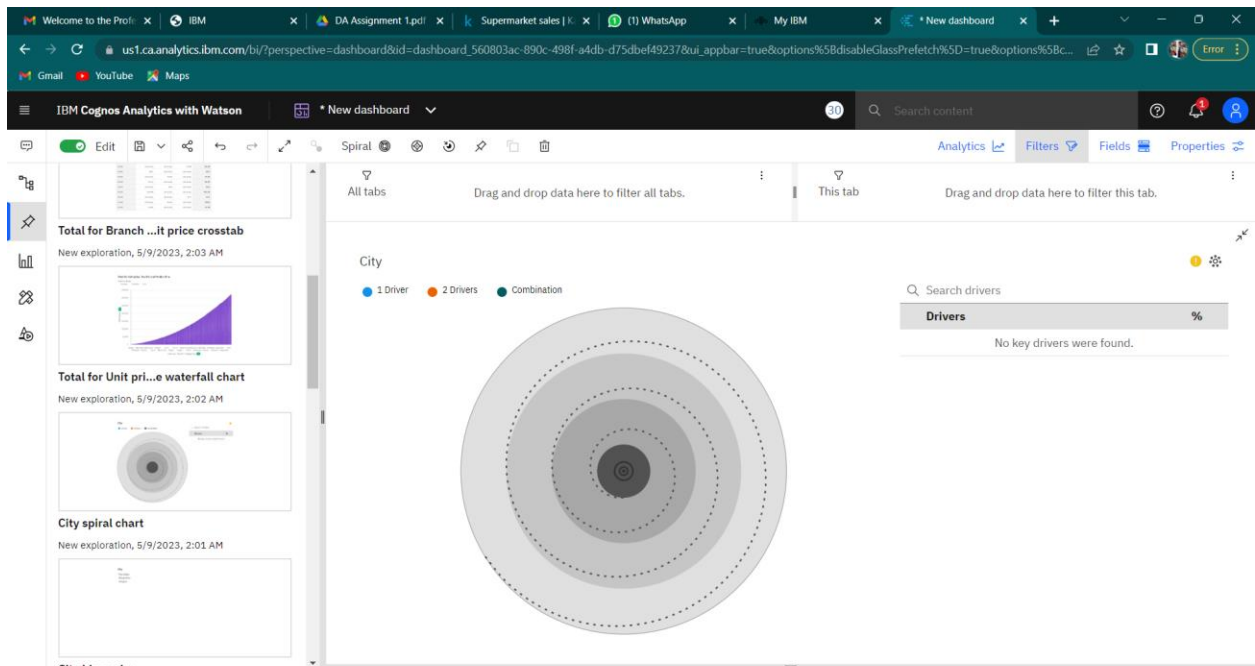 Welcome to the Profe
IBM
DA Assignment 1.pdf
Supermarket sales | K
(1) WhatsApp
My IBM
* New dashboard
us1.ca.analytics.ibm.com/bi/?perspective=dashboard&id=dashboard_560803ac-890c-498f-a4db-d75dbef49237&ui_appbar=true&options%5BdisableGlassPrefetch%5D=true&options%5Bc...
Error
Gmail
YouTube
Maps
IBM Cognos Analytics with Watson
* New dashboard
30
Search content
Edit
Spiral
Analytics
Filters
Fields
Properties
All tabs
Drag and drop data here to filter all tabs.
This tab
Drag and drop data here to filter this tab.
Total for Branch ...it price crosstab
New exploration, 5/9/2023, 2:03 AM
Total for Unit pri...e waterfall chart
New exploration, 5/9/2023, 2:02 AM
City spiral chart
New exploration, 5/9/2023, 2:01 AM
City
1 Driver
2 Drivers
Combination
Search drivers
Drivers %
No key drivers were found.